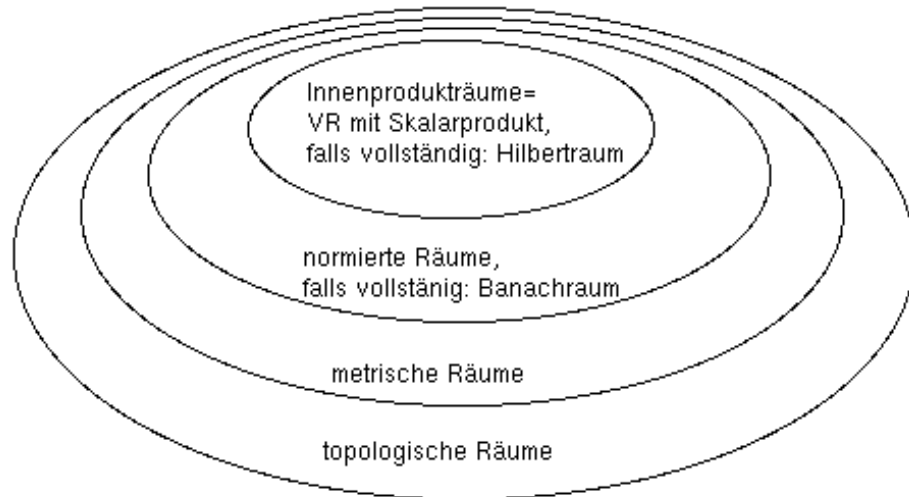 Innenprodukträume=
VR mit Skalarprodukt,
falls vollständig: Hilbertraum
normierte Räume,
falls vollstänig: Banachraum
metrische Räume
topologische Räume